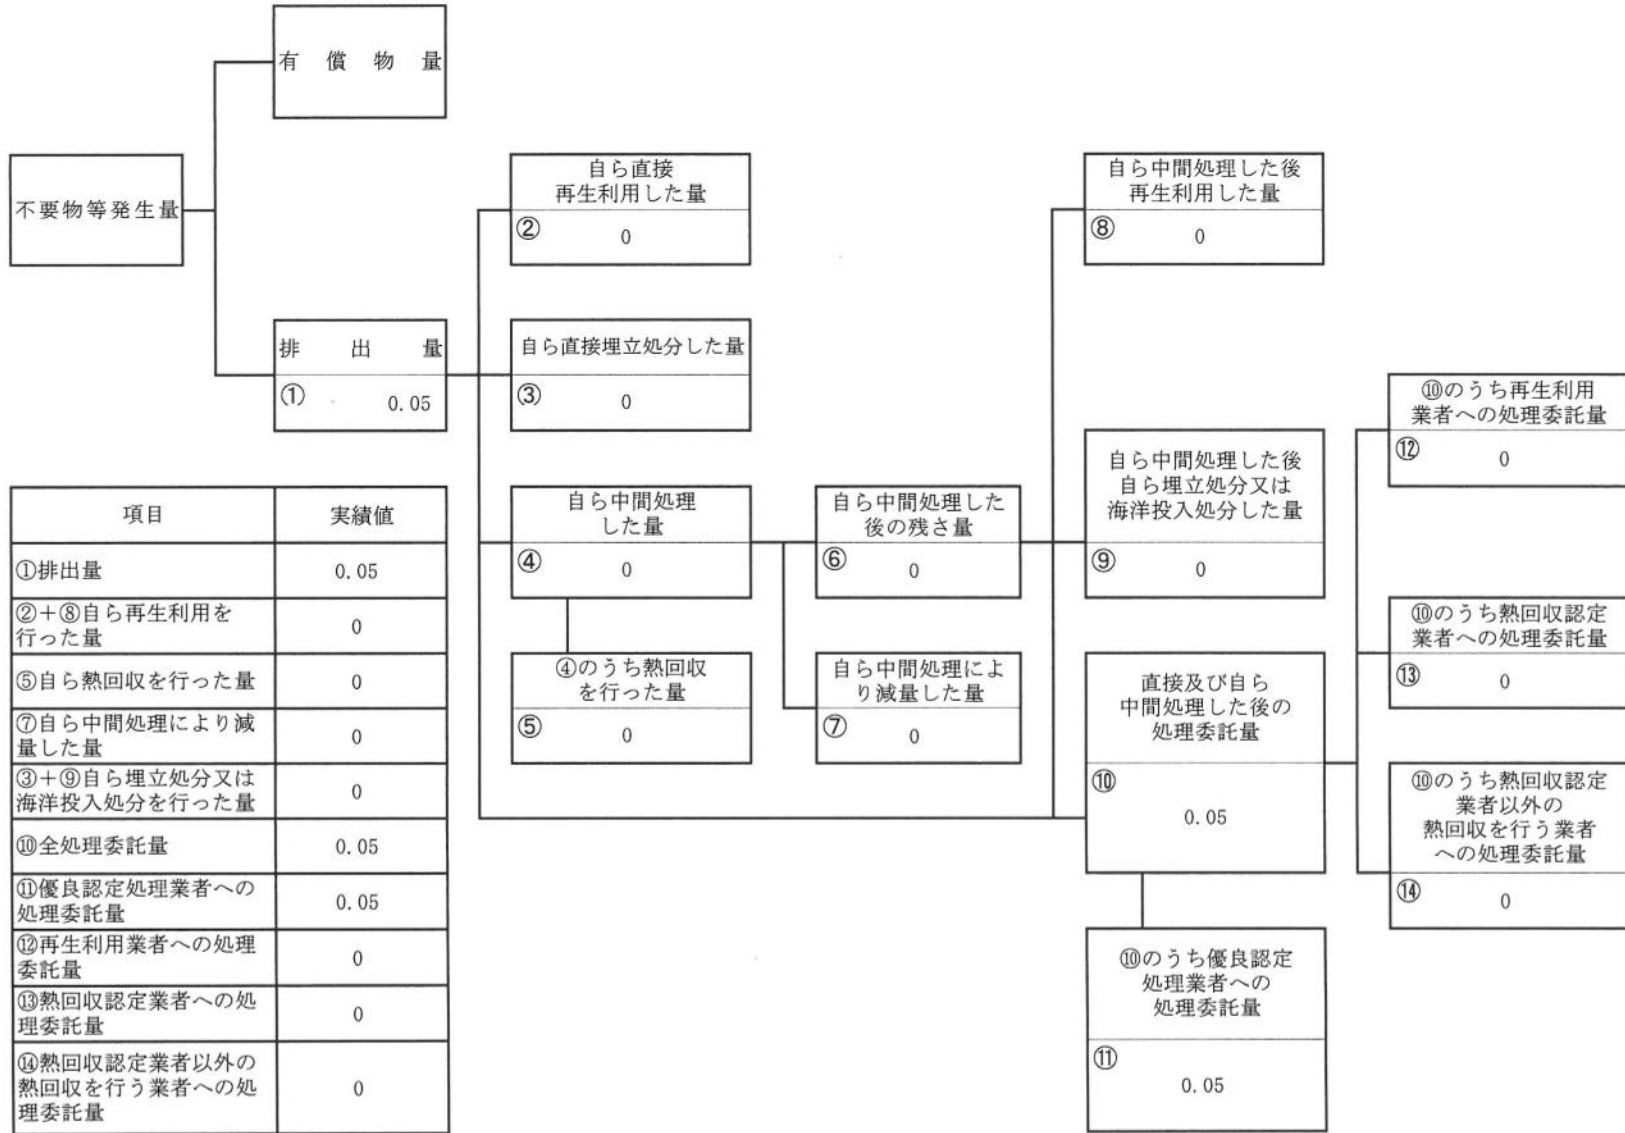 有償物量
不要物等発生量
排出量
① 0.05
自ら直接
再生利用した量
② 0
自ら直接埋立処分した量
③ 0
自ら中間処理
した量
④ 0
④のうち熱回収
を行った量
⑤ 0
自ら中間処理した
後の残さ量
⑥ 0
自ら中間処理によ
り減量した量
⑦ 0
自ら中間処理した後
再生利用した量
⑧ 0
自ら中間処理した後
自ら埋立処分又は
海洋投入処分した量
⑨ 0
直接及び自ら
中間処理した後の
処理委託量
⑩
0.05
⑩のうち優良認定
処理業者への
処理委託量
⑪
0.05
⑩のうち再生利用
業者への処理委託量
⑫ 0
⑩のうち熱回収認定
業者への処理委託量
⑬ 0
⑩のうち熱回収認定
業者以外の
熱回収を行う業者
への処理委託量
⑭ 0
項目 実績値
①排出量 0.05
②＋⑧自ら再生利用を
行った量 0
⑤自ら熱回収を行った量 0
⑦自ら中間処理により減
量した量 0
③＋⑨自ら埋立処分又は
海洋投入処分を行った量 0
⑩全処理委託量 0.05
⑪優良認定処理業者への
処理委託量 0.05
⑫再生利用業者への処理
委託量 0
⑬熱回収認定業者への処
理委託量 0
⑭熱回収認定業者以外の
熱回収を行う業者への処
理委託量 0